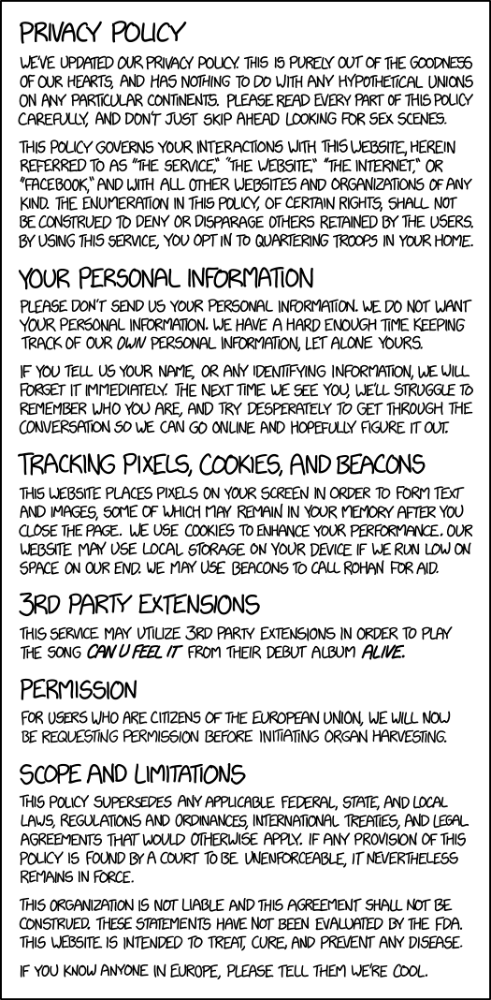 PRIVACY POLICY
WE'VE UPDATED OUR PRIVACY POLICY. THIS IS PURELY OUT OF THE GOODNESS
OF OUR HEARTS, AND HAS NOTHING TO DO WITH ANY HYPOTHETICAL UNIONS
ON ANY PARTICULAR CONTINENTS. PLEASE READ EVERY PART OF THIS POLICY
CAREFULLY, AND DON'T JUST SKIP AHEAD LOOKING FOR SEX SCENES.
THIS POLICY GOVERNS YOUR INTERACTIONS WITH THIS WEBSITE, HEREIN
REFERRED TO AS "THE SERVICE," "THE WEBSITE," "THE INTERNET," OR
"FACEBOOK," AND WITH ALL OTHER WEBSITES AND ORGANIZATIONS OF ANY
KIND. THE ENUMERATION IN THIS POLICY, OF CERTAIN RIGHTS, SHALL NOT
BE CONSTRUED TO DENY OR DISPARAGE OTHERS RETAINED BY THE USERS.
BY USING THIS SERVICE, YOU OPT IN TO QUARTERING TROOPS IN YOUR HOME.
YOUR PERSONAL INFORMATION
PLEASE DON'T SEND US YOUR PERSONAL INFORMATION. WE DO NOT WANT
YOUR PERSONAL INFORMATION. WE HAVE A HARD ENOUGH TIME KEEPING
TRACK OF OUR OWN PERSONAL INFORMATION, LET ALONE YOURS.
IF YOU TELL US YOUR NAME, OR ANY IDENTIFYING INFORMATION, WE WILL
FORGET IT IMMEDIATELY. THE NEXT TIME WE SEE YOU, WE'LL STRUGGLE TO
REMEMBER WHO YOU ARE, AND TRY DESPERATELY TO GET THROUGH THE
CONVERSATION SO WE CAN GO ONLINE AND HOPEFULLY FIGURE IT OUT.
TRACKING PIXELS, COOKIES, AND BEACONS
THIS WEBSITE PLACES PIXELS ON YOUR SCREEN IN ORDER TO FORM TEXT
AND IMAGES, SOME OF WHICH MAY REMAIN IN YOUR MEMORY AFTER YOU
CLOSE THE PAGE. WE USE COOKIES TO ENHANCE YOUR PERFORMANCE. OUR
WEBSITE MAY USE LOCAL STORAGE ON YOUR DEVICE IF WE RUN LOW ON
SPACE ON OUR END. WE MAY USE BEACONS TO CALL ROHAN FOR AID.
3RD PARTY EXTENSIONS
THIS SERVICE MAY UTILIZE 3RD PARTY EXTENSIONS IN ORDER TO PLAY
THE SONG CAN U FEEL IT FROM THEIR DEBUT ALBUM ALIVE.
PERMISSION
FOR USERS WHO ARE CITIZENS OF THE EUROPEAN UNION, WE WILL NOW
BE REQUESTING PERMISSION BEFORE INITIATING ORGAN HARVESTING.
SCOPE AND LIMITATIONS
THIS POLICY SUPERSEDES ANY APPLICABLE FEDERAL, STATE, AND LOCAL
LAWS, REGULATIONS AND ORDINANCES, INTERNATIONAL TREATIES, AND LEGAL
AGREEMENTS THAT WOULD OTHERWISE APPLY. IF ANY PROVISION OF THIS
POLICY IS FOUND BY A COURT TO BE UNENFORCEABLE, IT NEVERTHELESS
REMAINS IN FORCE.
THIS ORGANIZATION IS NOT LIABLE AND THIS AGREEMENT SHALL NOT BE
CONSTRUED. THESE STATEMENTS HAVE NOT BEEN EVALUATED BY THE FDA.
THIS WEBSITE IS INTENDED TO TREAT, CURE, AND PREVENT ANY DISEASE.
IF YOU KNOW ANYONE IN EUROPE, PLEASE TELL THEM WE'RE COOL.